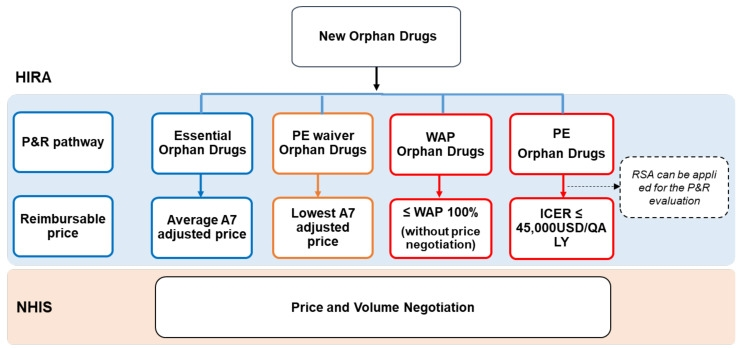 New Orphan Drugs
HIRA
P&R pathway
Essential
Orphan Drugs
PE waiver
Orphan Drugs
WAP
Orphan Drugs
PE
Orphan Drugs
RSA can be appli
ed for the P&R
evaluation
Reimbursable
price
Average A7
adjusted price
Lowest A7
adjusted
price
≤ WAP 100%
(without price
negotiation)
ICER ≤
45,000USD/QA
LY
NHIS
Price and Volume Negotiation